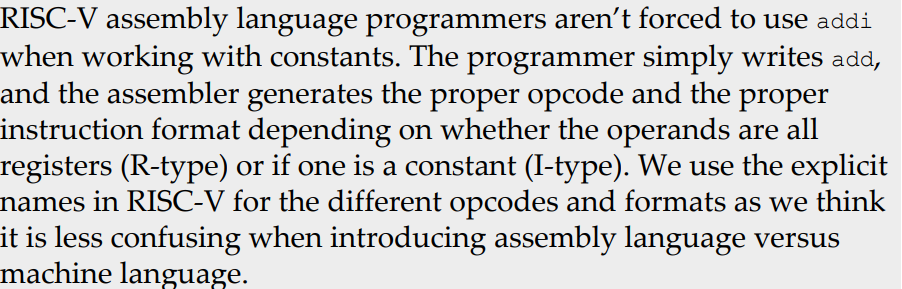 RISC-V assembly language programmers aren’t forced to use addi
when working with constants. The programmer simply writes add,
and the assembler generates the proper opcode and the proper
instruction format depending on whether the operands are all
registers (R-type) or if one is a constant (I-type). We use the explicit
names in RISC-V for the different opcodes and formats as we think
it is less confusing when introducing assembly language versus
machine language.